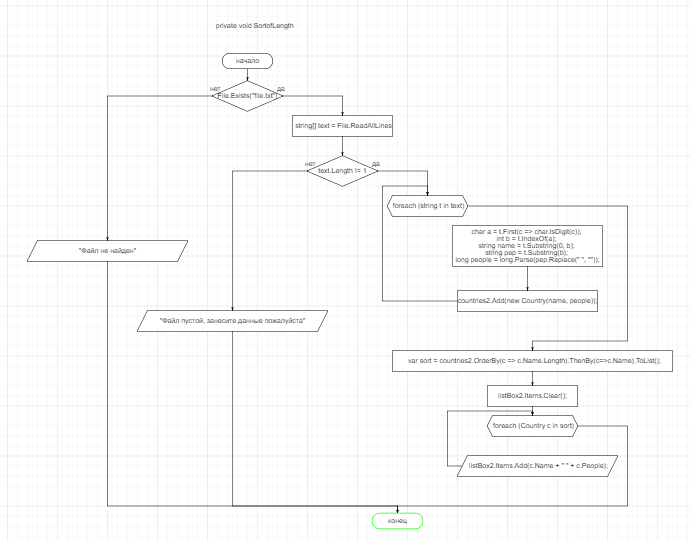 private void SortofLength
начало
нет
да
File.Exists("file.txt")
string[] text = File.ReadAllLines
нет
да
text.Length != 1
foreach (string t in text)
char a = t.First(c => char.IsDigit(c));
int b = t.IndexOf(a);
string name = t.Substring(0, b);
string pep = t.Substring(b);
long people = long.Parse(pep.Replace(" ", ""));
"Файл не найден"
countries2.Add(new Country(name, people));
"Файл пустой, занесите данные пожалуйста"
var sort = countries2.OrderBy(c => c.Name.Length).ThenBy(c=>c.Name).ToList();
listBox2.Items.Clear();
foreach (Country c in sort)
listBox2.Items.Add(c.Name + " " + c.People);
конец